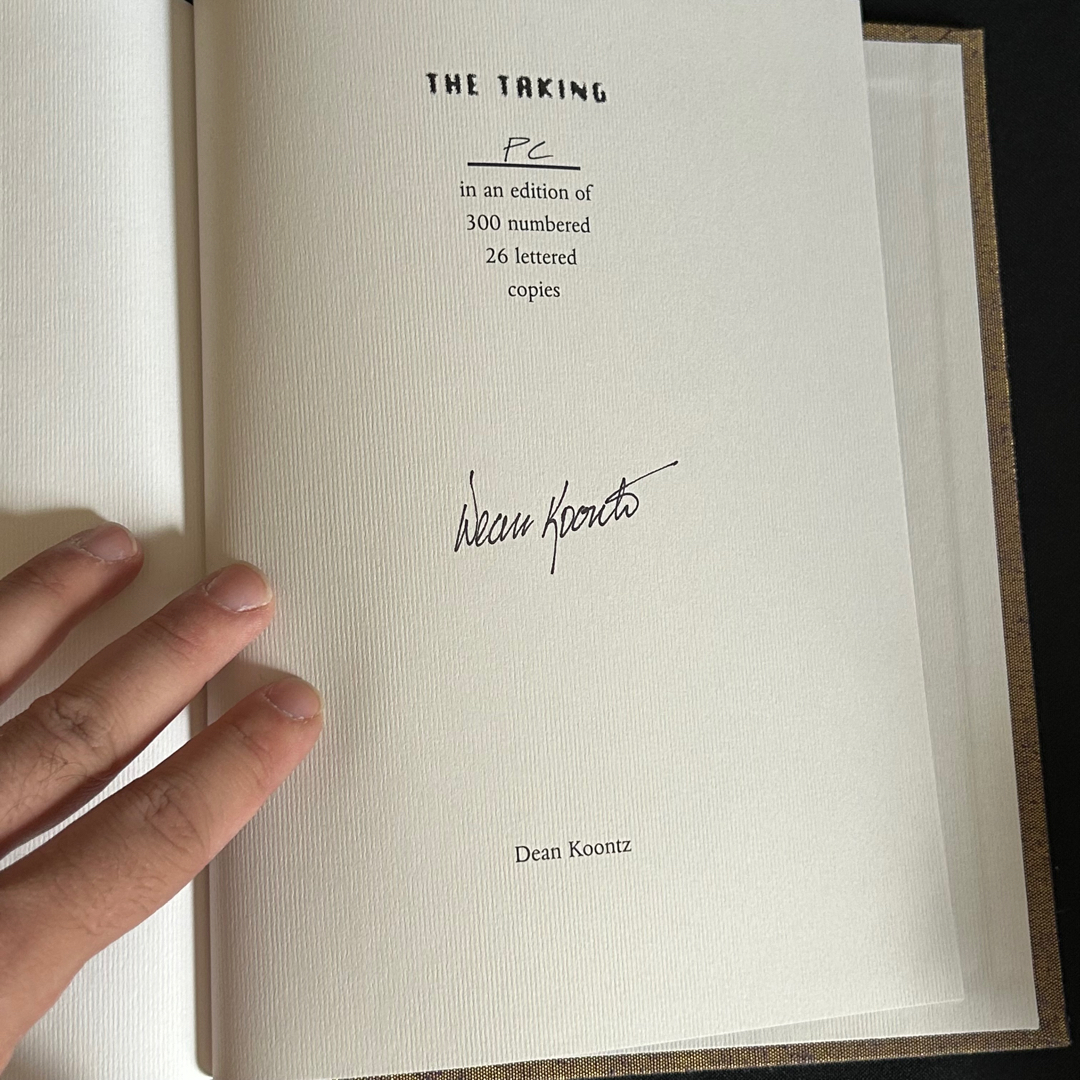 THE TAKING
PC
in an edition of
300 numbered
26 lettered
copies
Dean Koontz
Dean Koontz